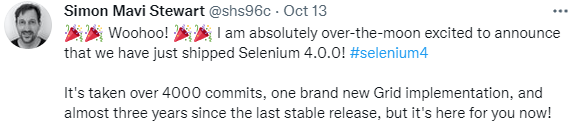 Simon Mavi Stewart @shs96c · Oct 13
🎉🎉 Woohoo! 🎉🎉 I am absolutely over-the-moon excited to announce
that we have just shipped Selenium 4.0.0! #selenium4
It's taken over 4000 commits, one brand new Grid implementation, and
almost three years since the last stable release, but it's here for you now!